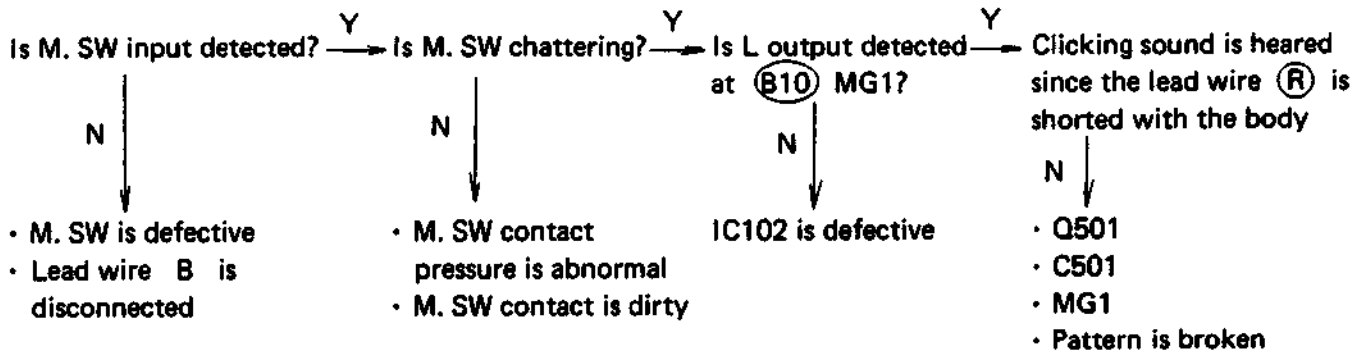 Is M. SW input detected? Y Is M. SW chattering? Y Is L output detected at B10 MG1? Y Clicking sound is heared since the lead wire R is shorted with the body
N
· M. SW is defective
· Lead wire B is
disconnected
N
· M. SW contact
pressure is abnormal
· M. SW contact is dirty
N
IC102 is defective
N
· Q501
· C501
· MG1
· Pattern is broken